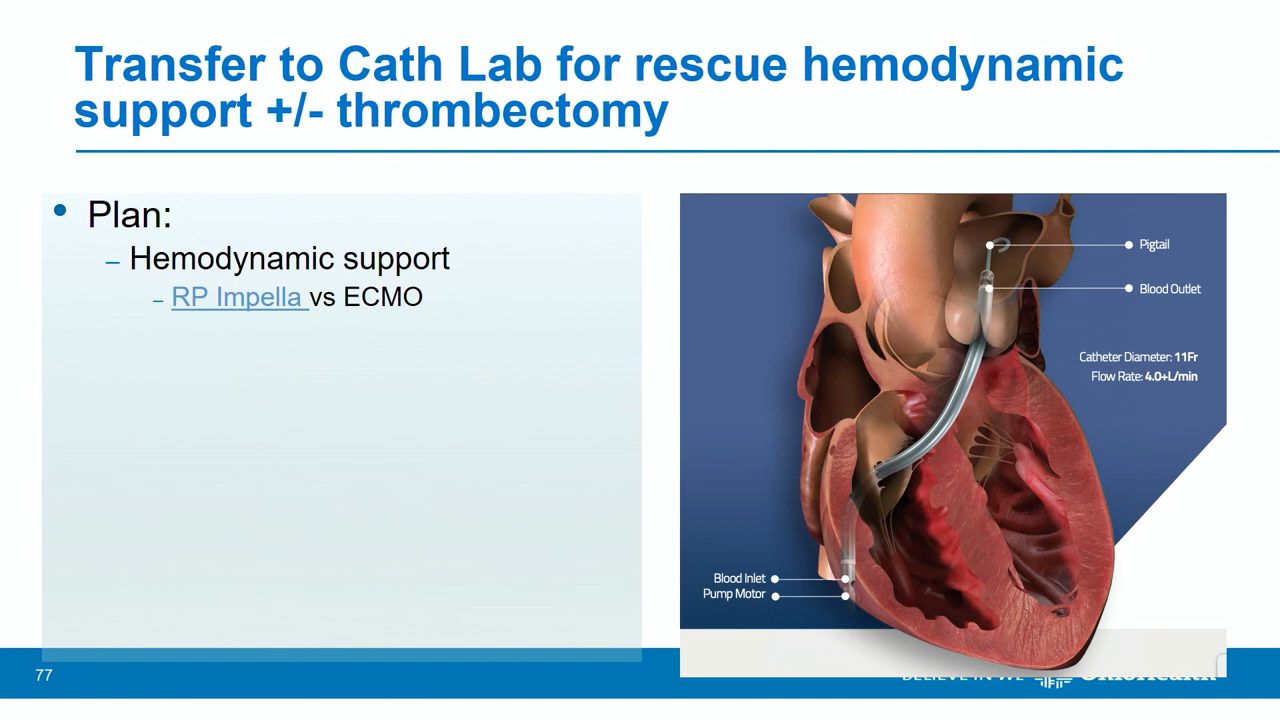 Transfer to Cath Lab for rescue hemodynamic
support +/- thrombectomy
• Plan:
– Hemodynamic support
– RP Impella vs ECMO
Pigtail
Blood Outlet
Catheter Diameter: 11Fr
Flow Rate: 4.0+L/min
Blood Inlet
Pump Motor
77